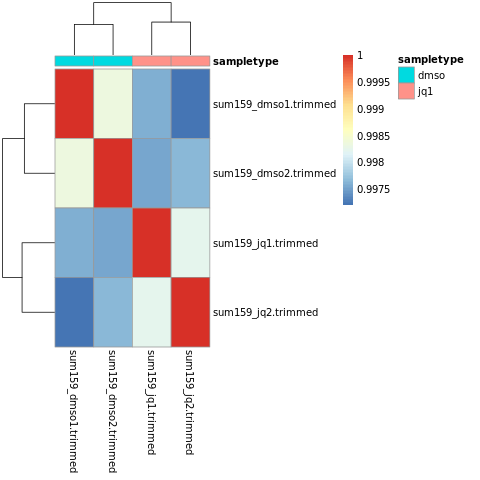 sampletype
sum159_dmso1.trimmed
sum159_dmso2.trimmed
sum159_jq1.trimmed
sum159_jq2.trimmed
sum159_dmso1.trimmed
sum159_dmso2.trimmed
sum159_jq1.trimmed
sum159_jq2.trimmed
1
0.9995
0.999
0.9985
0.998
0.9975
sampletype
dmso
jq1